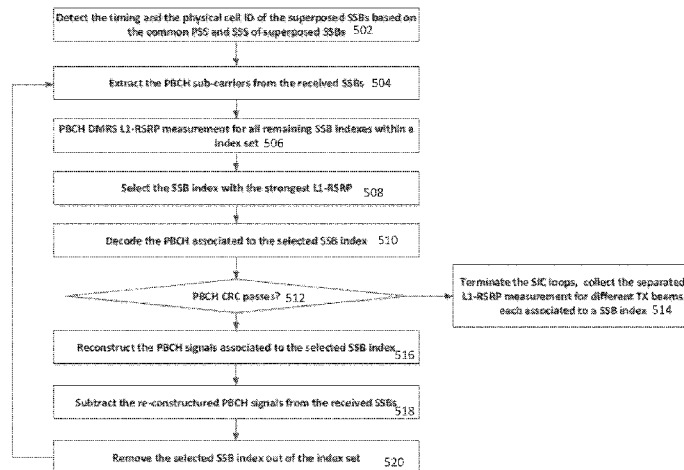 Detect the timing and the physical cell ID of the superposed SSBs based on
the common PSS and SSS of superposed SSBs 502
Extract the PBCH sub-carriers from the received SSBs 504
PBCH DMRS L1-RSRP measurement for all remaining SSB indexes within a
index set 506
Select the SSB index with the strongest L1-RSRP 508
Decode the PBCH associated to the selected SSB index 510
PBCH CRC passes? 512
Terminate the SIC loops, collect the separated
L1-RSRP measurement for different TX beams
each associated to a SSB index 514
Reconstruct the PBCH signals associated to the selected SSB index 516
Subtract the re-constructured PBCH signals from the received SSBs 518
Remove the selected SSB index out of the index set 520